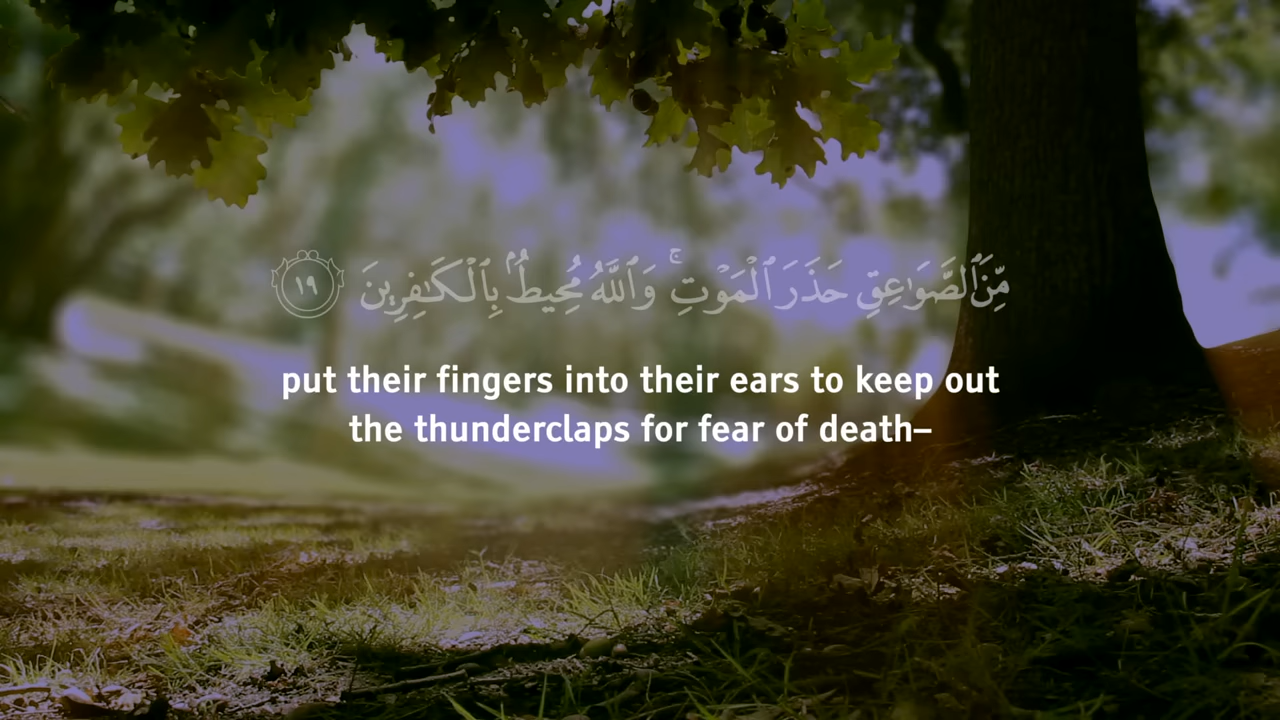 مِّنَ ٱلصَّوَٰعِقِ حَذَرَ ٱلْمَوْتِ ۚ وَٱللَّهُ مُحِيطٌۢ بِٱلْكَـٰفِرِينَ ١٩
put their fingers into their ears to keep out
the thunderclaps for fear of death–